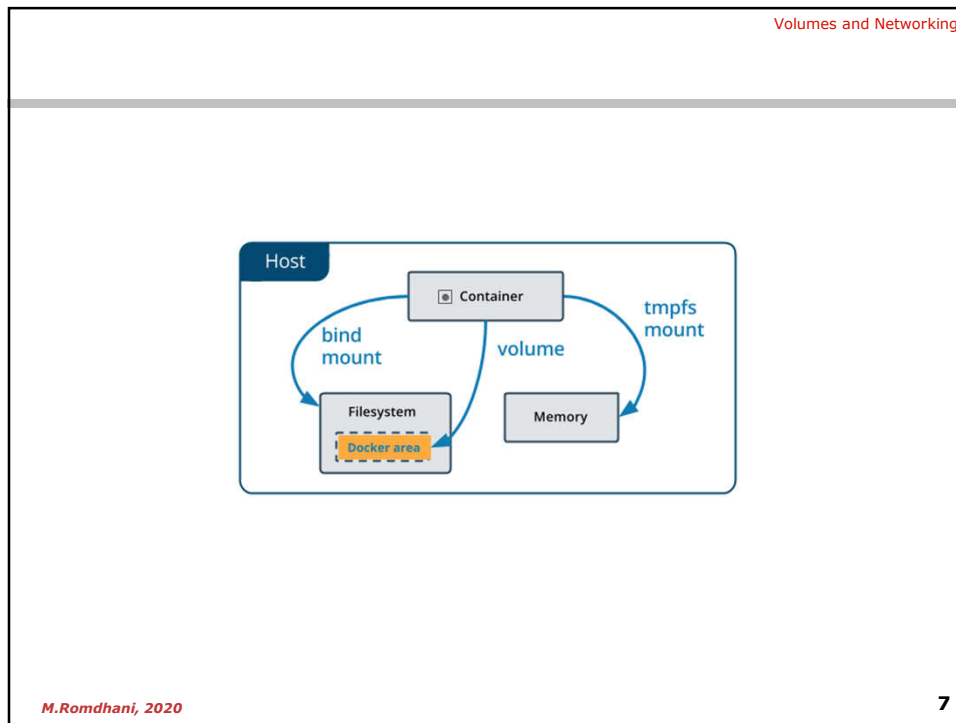 Volumes and Networking
Host
Container
bind
mount
volume
tmpfs
mount
Filesystem
Docker area
Memory
M.Romdhani, 2020
7